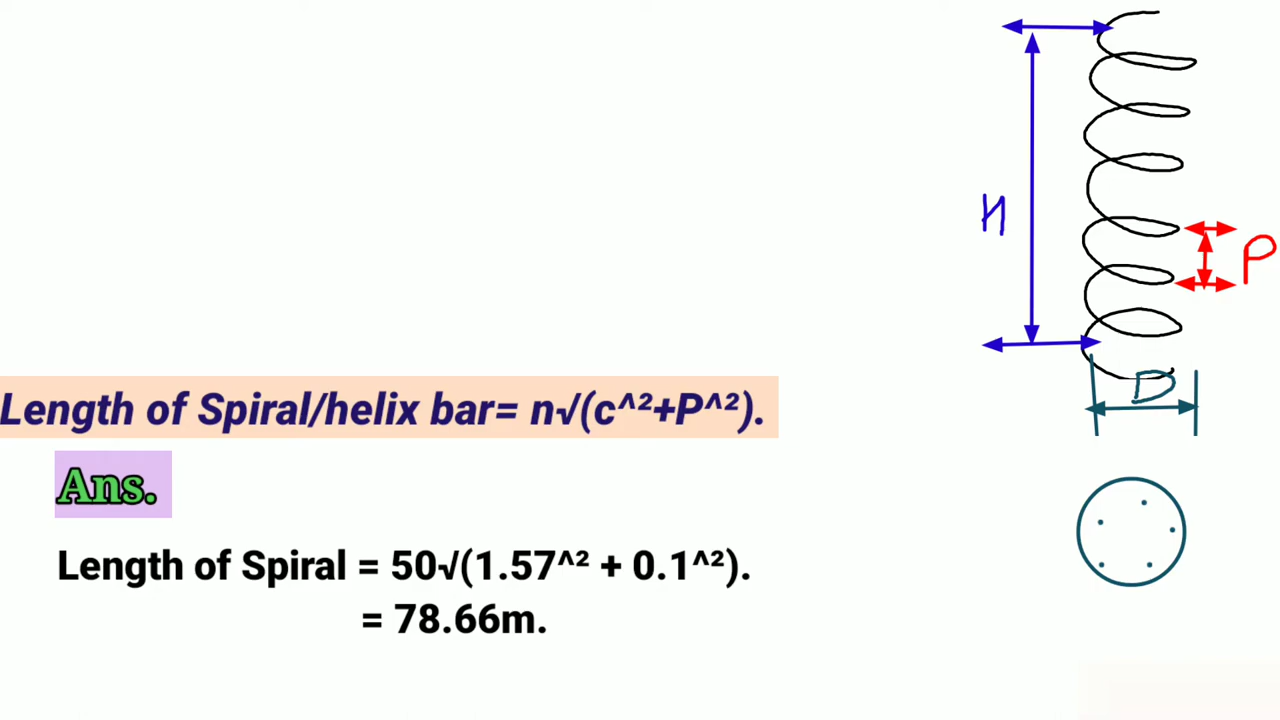 H
P
D
Length of Spiral/helix bar= n√(c^²+P^²).
Ans.
Length of Spiral = 50√(1.57^² + 0.1^²).
= 78.66m.